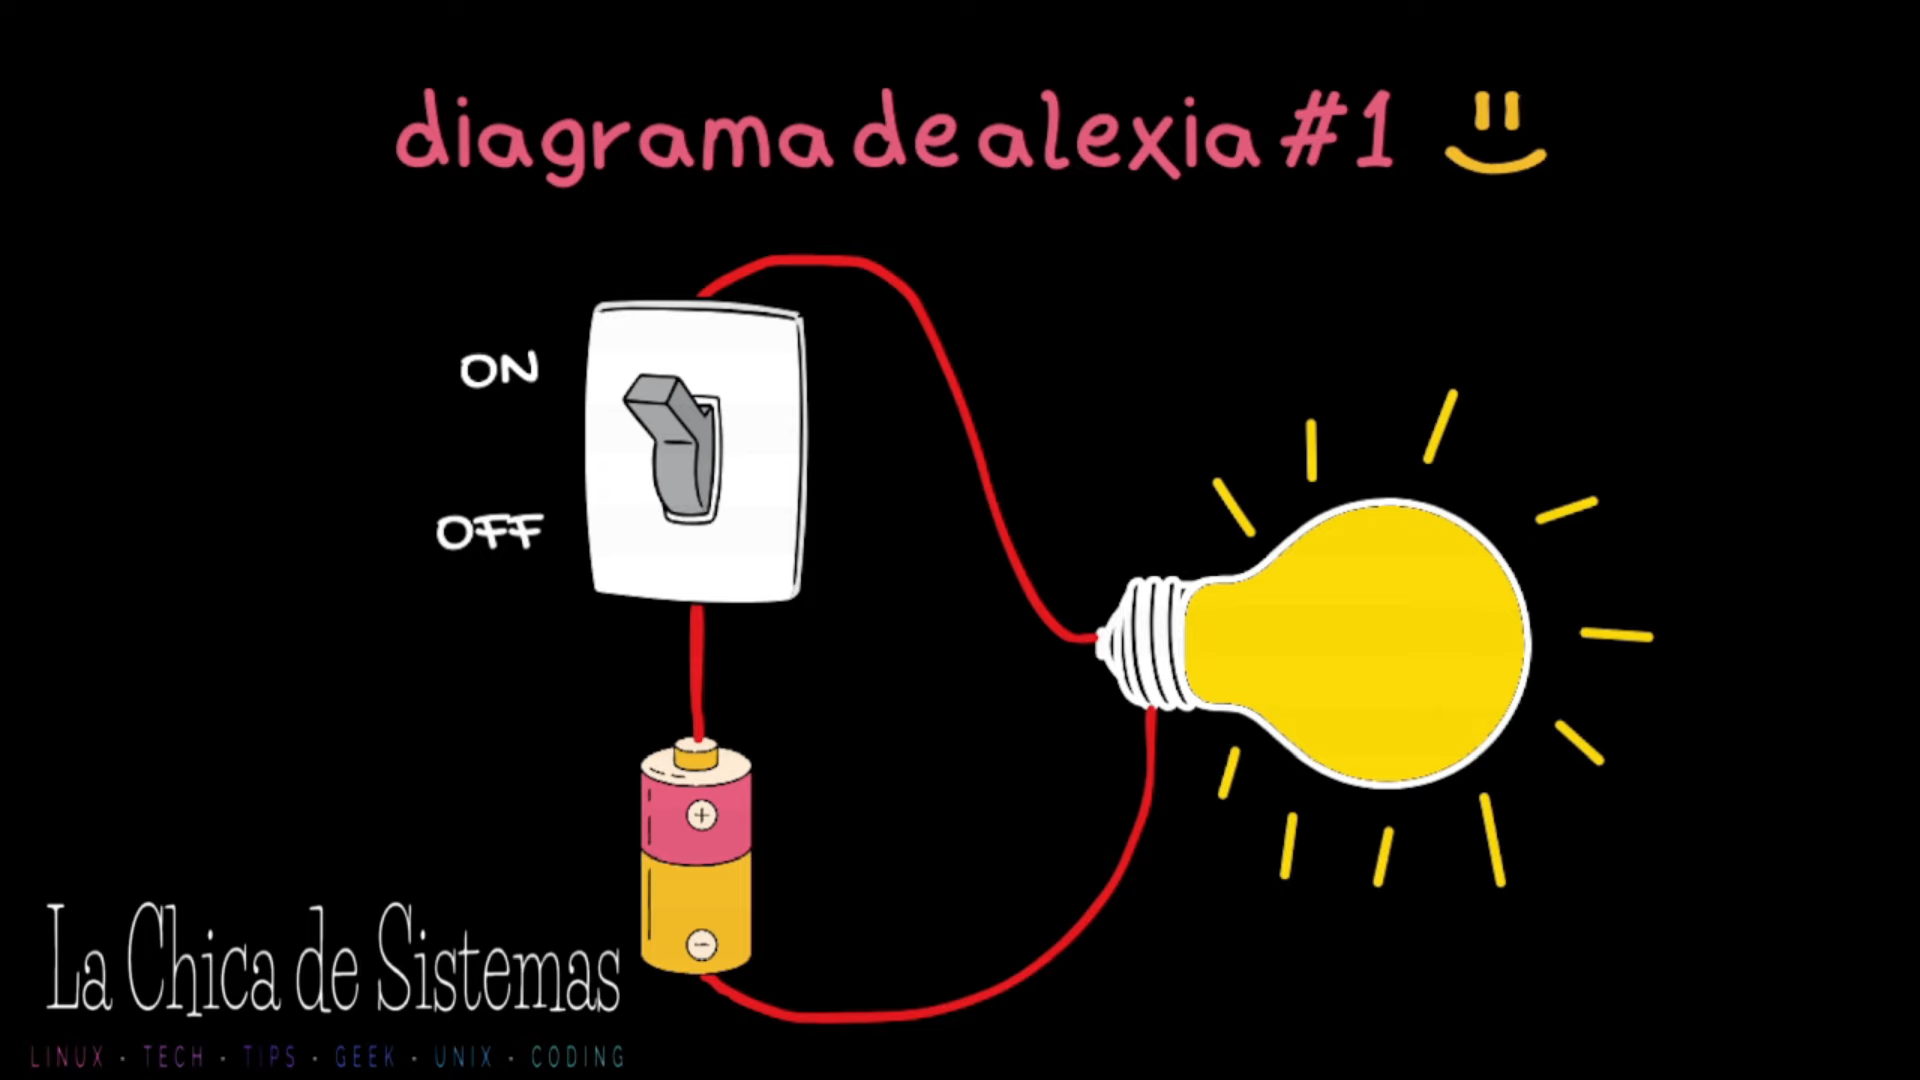 diagrama de alexia #1
ON
OFF
+
-
La Chica de Sistemas
LINUX - TECH - TIPS - GEEK - UNIX - CODING